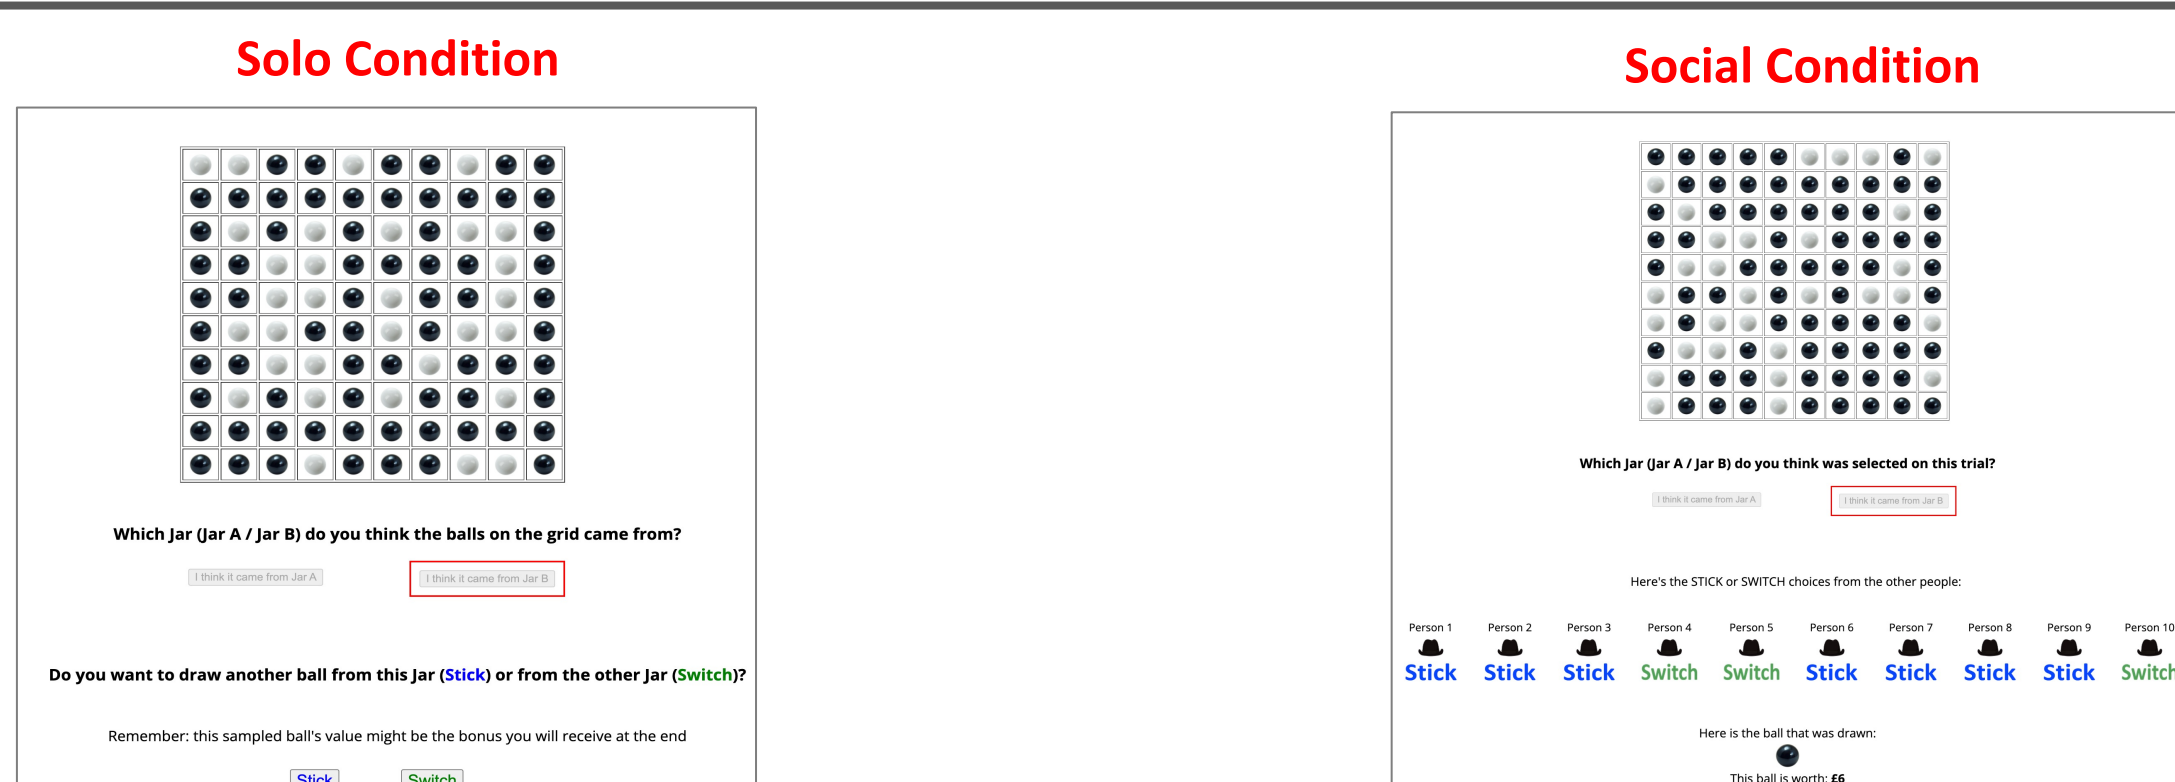 Solo Condition
Which Jar (Jar A / Jar B) do you think the balls on the grid came from?
I think it came from Jar A
I think it came from Jar B
Do you want to draw another ball from this Jar (Stick) or from the other Jar (Switch)?
Remember: this sampled ball's value might be the bonus you will receive at the end
Stick Switch
Social Condition
Which Jar (Jar A / Jar B) do you think was selected on this trial?
I think it came from Jar A
I think it came from Jar B
Here's the STICK or SWITCH choices from the other people:
Person 1 Person 2 Person 3 Person 4 Person 5 Person 6 Person 7 Person 8 Person 9 Person 10
Stick Stick Stick Switch Switch Stick Stick Stick Stick Switch
Here is the ball that was drawn:
This ball is worth: £6